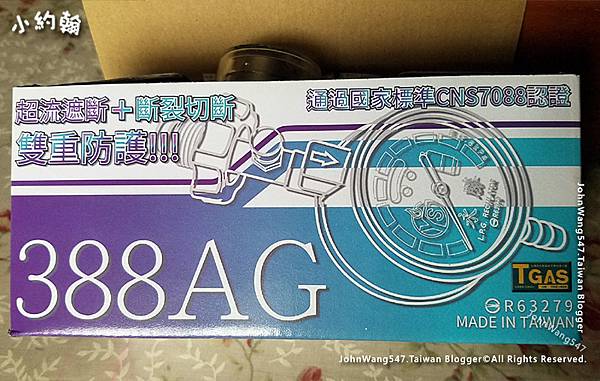 小約翰
超流遮斷＋斷裂切斷
雙重防護!!!
通過國家標準CNS7088認證
L.P.G. REGULATOR
388AG
TGAS
R63279
MADE IN TAIWAN
JohnWang547.Taiwan Blogger
JohnWang547.Taiwan Blogger©All Rights Reserved.